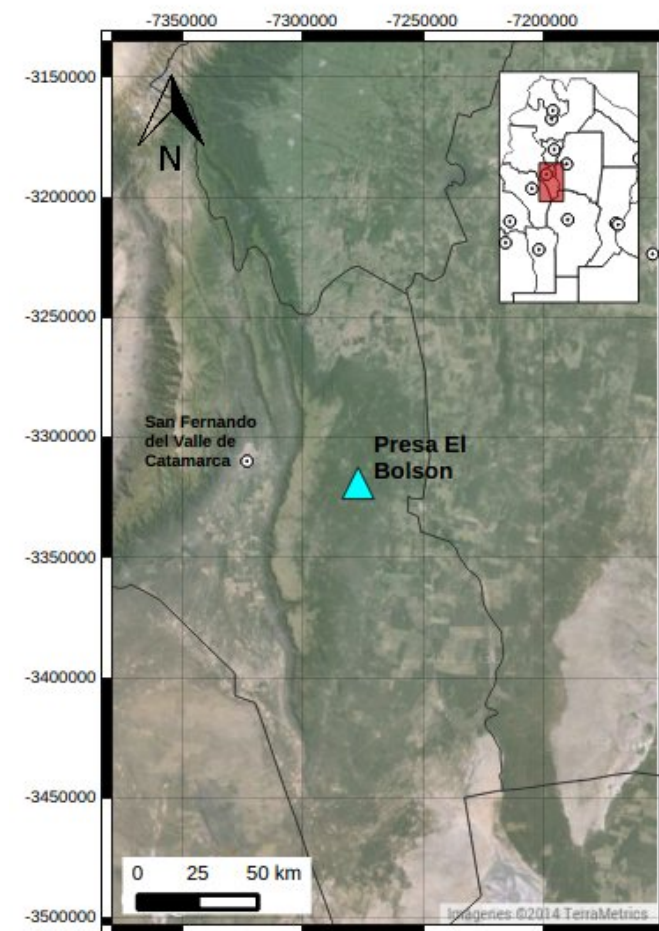 -7350000 -7300000 -7250000 -7200000
-3150000
N
-3200000
-3250000
-3300000
San Fernando
del Valle de
Catamarca
Presa El
Bolson
-3350000
-3400000
-3450000
0 25 50 km
-3500000
Imágenes ©2014 TerraMetrics